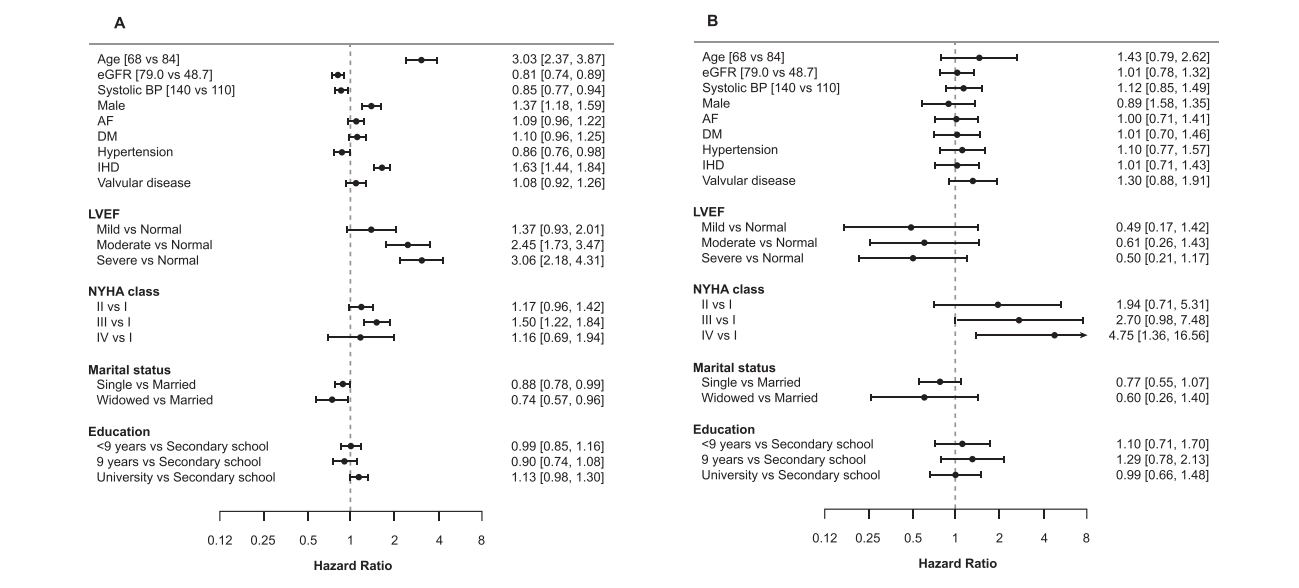 A
Age [68 vs 84] 3.03 [2.37, 3.87]
eGFR [79.0 vs 48.7] 0.81 [0.74, 0.89]
Systolic BP [140 vs 110] 0.85 [0.77, 0.94]
Male 1.37 [1.18, 1.59]
AF 1.09 [0.96, 1.22]
DM 1.10 [0.96, 1.25]
Hypertension 0.86 [0.76, 0.98]
IHD 1.63 [1.44, 1.84]
Valvular disease 1.08 [0.92, 1.26]
LVEF
Mild vs Normal 1.37 [0.93, 2.01]
Moderate vs Normal 2.45 [1.73, 3.47]
Severe vs Normal 3.06 [2.18, 4.31]
NYHA class
II vs I 1.17 [0.96, 1.42]
III vs I 1.50 [1.22, 1.84]
IV vs I 1.16 [0.69, 1.94]
Marital status
Single vs Married 0.88 [0.78, 0.99]
Widowed vs Married 0.74 [0.57, 0.96]
Education
<9 years vs Secondary school 0.99 [0.85, 1.16]
9 years vs Secondary school 0.90 [0.74, 1.08]
University vs Secondary school 1.13 [0.98, 1.30]
0.12 0.25 0.5 1 2 4 8
Hazard Ratio
B
Age [68 vs 84] 1.43 [0.79, 2.62]
eGFR [79.0 vs 48.7] 1.01 [0.78, 1.32]
Systolic BP [140 vs 110] 1.12 [0.85, 1.49]
Male 0.89 [1.58, 1.35]
AF 1.00 [0.71, 1.41]
DM 1.01 [0.70, 1.46]
Hypertension 1.10 [0.77, 1.57]
IHD 1.01 [0.71, 1.43]
Valvular disease 1.30 [0.88, 1.91]
LVEF
Mild vs Normal 0.49 [0.17, 1.42]
Moderate vs Normal 0.61 [0.26, 1.43]
Severe vs Normal 0.50 [0.21, 1.17]
NYHA class
II vs I 1.94 [0.71, 5.31]
III vs I 2.70 [0.98, 7.48]
IV vs I 4.75 [1.36, 16.56]
Marital status
Single vs Married 0.77 [0.55, 1.07]
Widowed vs Married 0.60 [0.26, 1.40]
Education
<9 years vs Secondary school 1.10 [0.71, 1.70]
9 years vs Secondary school 1.29 [0.78, 2.13]
University vs Secondary school 0.99 [0.66, 1.48]
0.12 0.25 0.5 1 2 4 8
Hazard Ratio